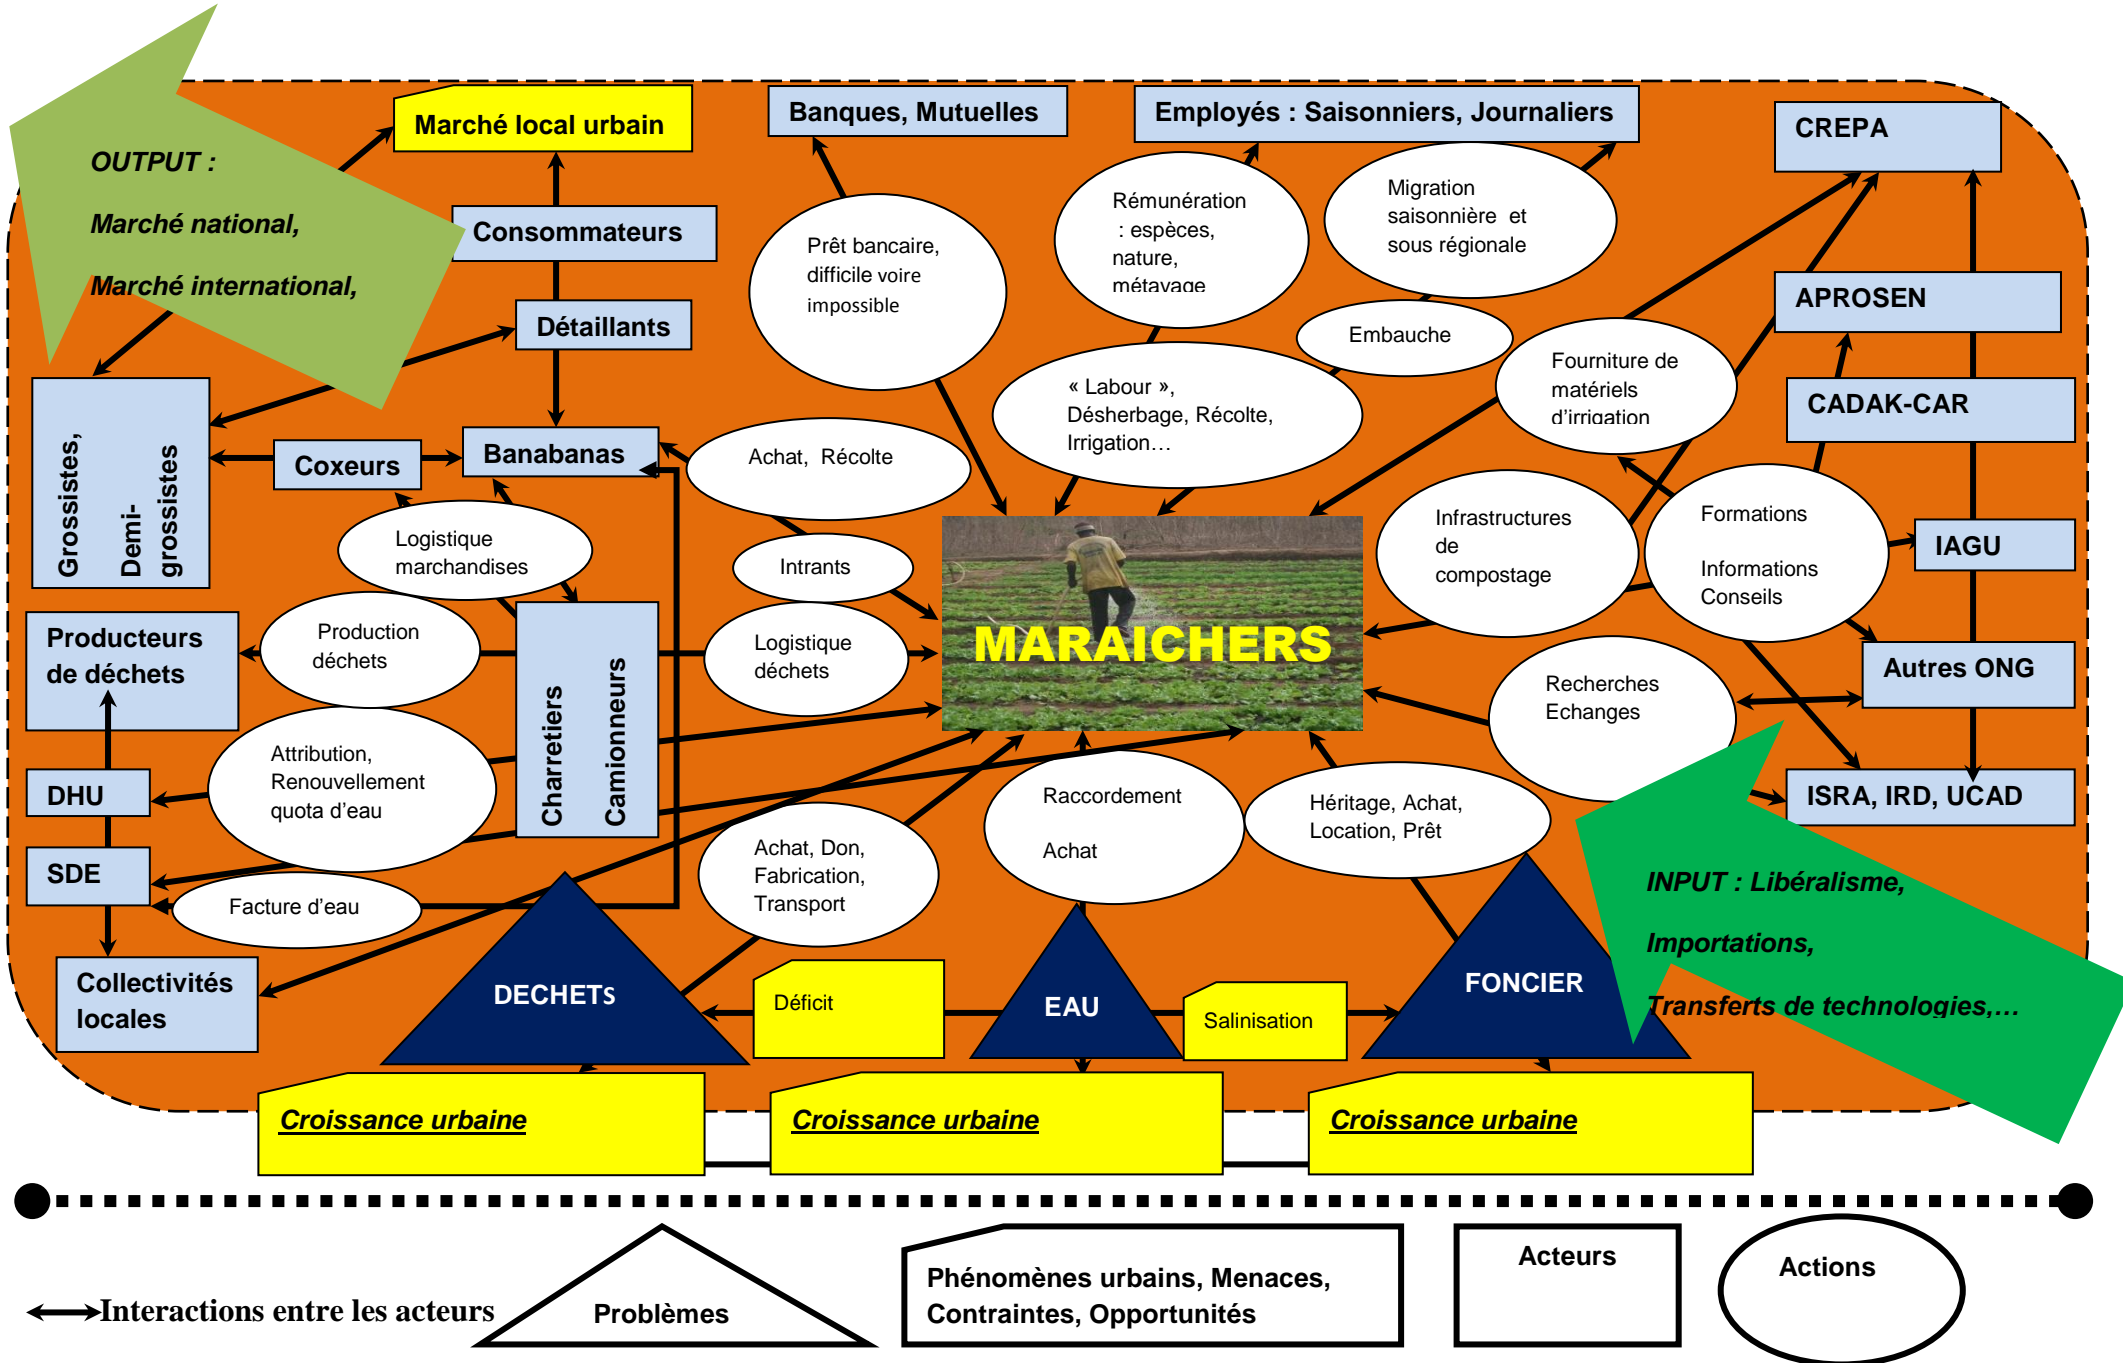 OUTPUT :
Marché national,
Marché international,
Marché local urbain
Banques, Mutuelles
Employés : Saisonniers, Journaliers
CREPA
Consommateurs
Prêt bancaire,
difficile voire
impossible
Rémunération
: espèces,
nature,
métayage
Migration
saisonnière et
sous régionale
APROSEN
Détaillants
Embauche
Fourniture de
matériels
d’irrigation
« Labour »,
Désherbage, Récolte,
Irrigation…
CADAK-CAR
Grossistes,
Demi-
grossistes
Coxeurs
Banabanas
Achat, Récolte
Logistique
marchandises
Intrants
Infrastructures
de
compostage
Formations
Informations
Conseils
IAGU
Producteurs
de déchets
Production
déchets
Charretiers
Camionneurs
Logistique
déchets
MARAICHERS
Recherches
Echanges
Autres ONG
DHU
Attribution,
Renouvellement
quota d’eau
Raccordement
Achat
Héritage, Achat,
Location, Prêt
ISRA, IRD, UCAD
SDE
Facture d’eau
Achat, Don,
Fabrication,
Transport
INPUT : Libéralisme,
Importations,
Transferts de technologies,…
Collectivités
locales
DECHETS
Déficit
EAU
Salinisation
FONCIER
Croissance urbaine
Croissance urbaine
Croissance urbaine
Interactions entre les acteurs
Problèmes
Phénomènes urbains, Menaces,
Contraintes, Opportunités
Acteurs
Actions